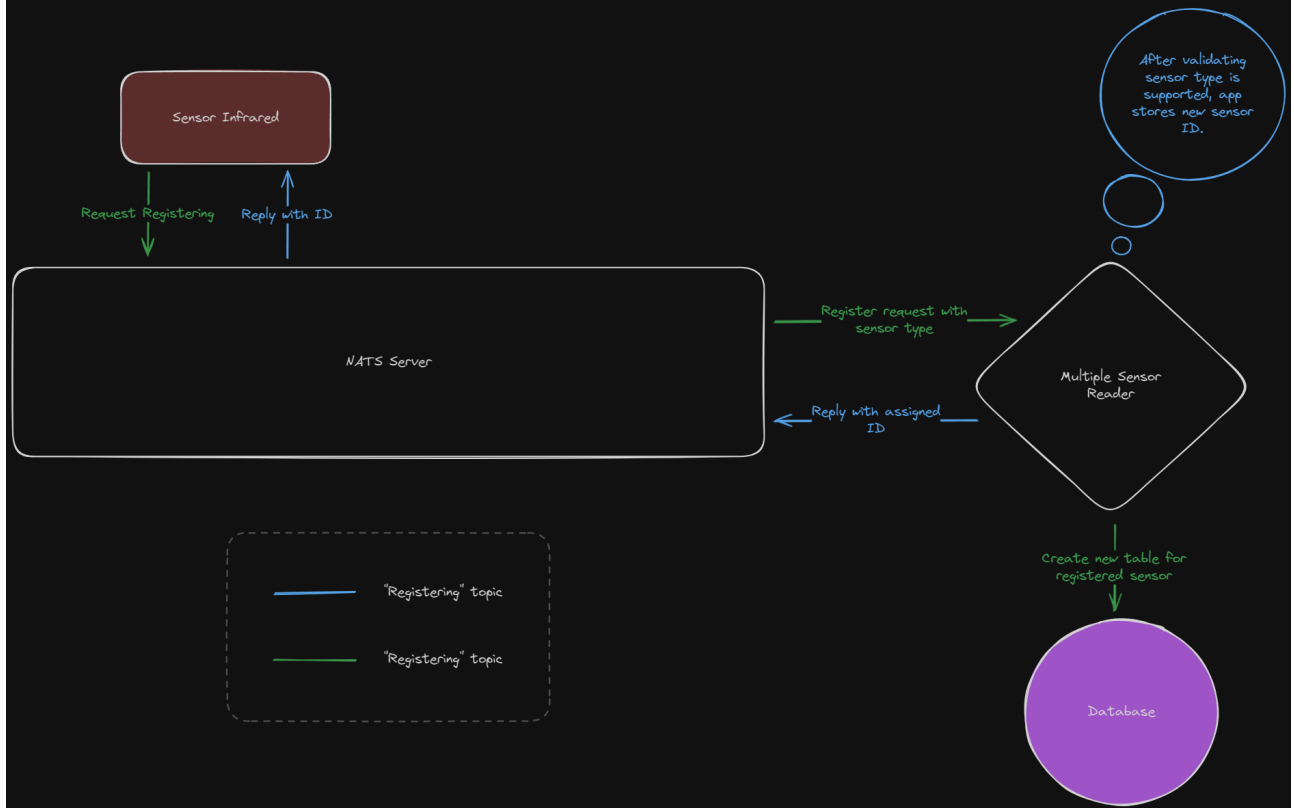 After validating
sensor type is
supported, app
stores new sensor
ID.
Sensor Infrared
Request Registering
Reply with ID
Register request with
sensor type
NATS Server
Multiple Sensor
Reader
Reply with assigned
ID
Create new table for
registered sensor
"Registering" topic
"Registering" topic
Database